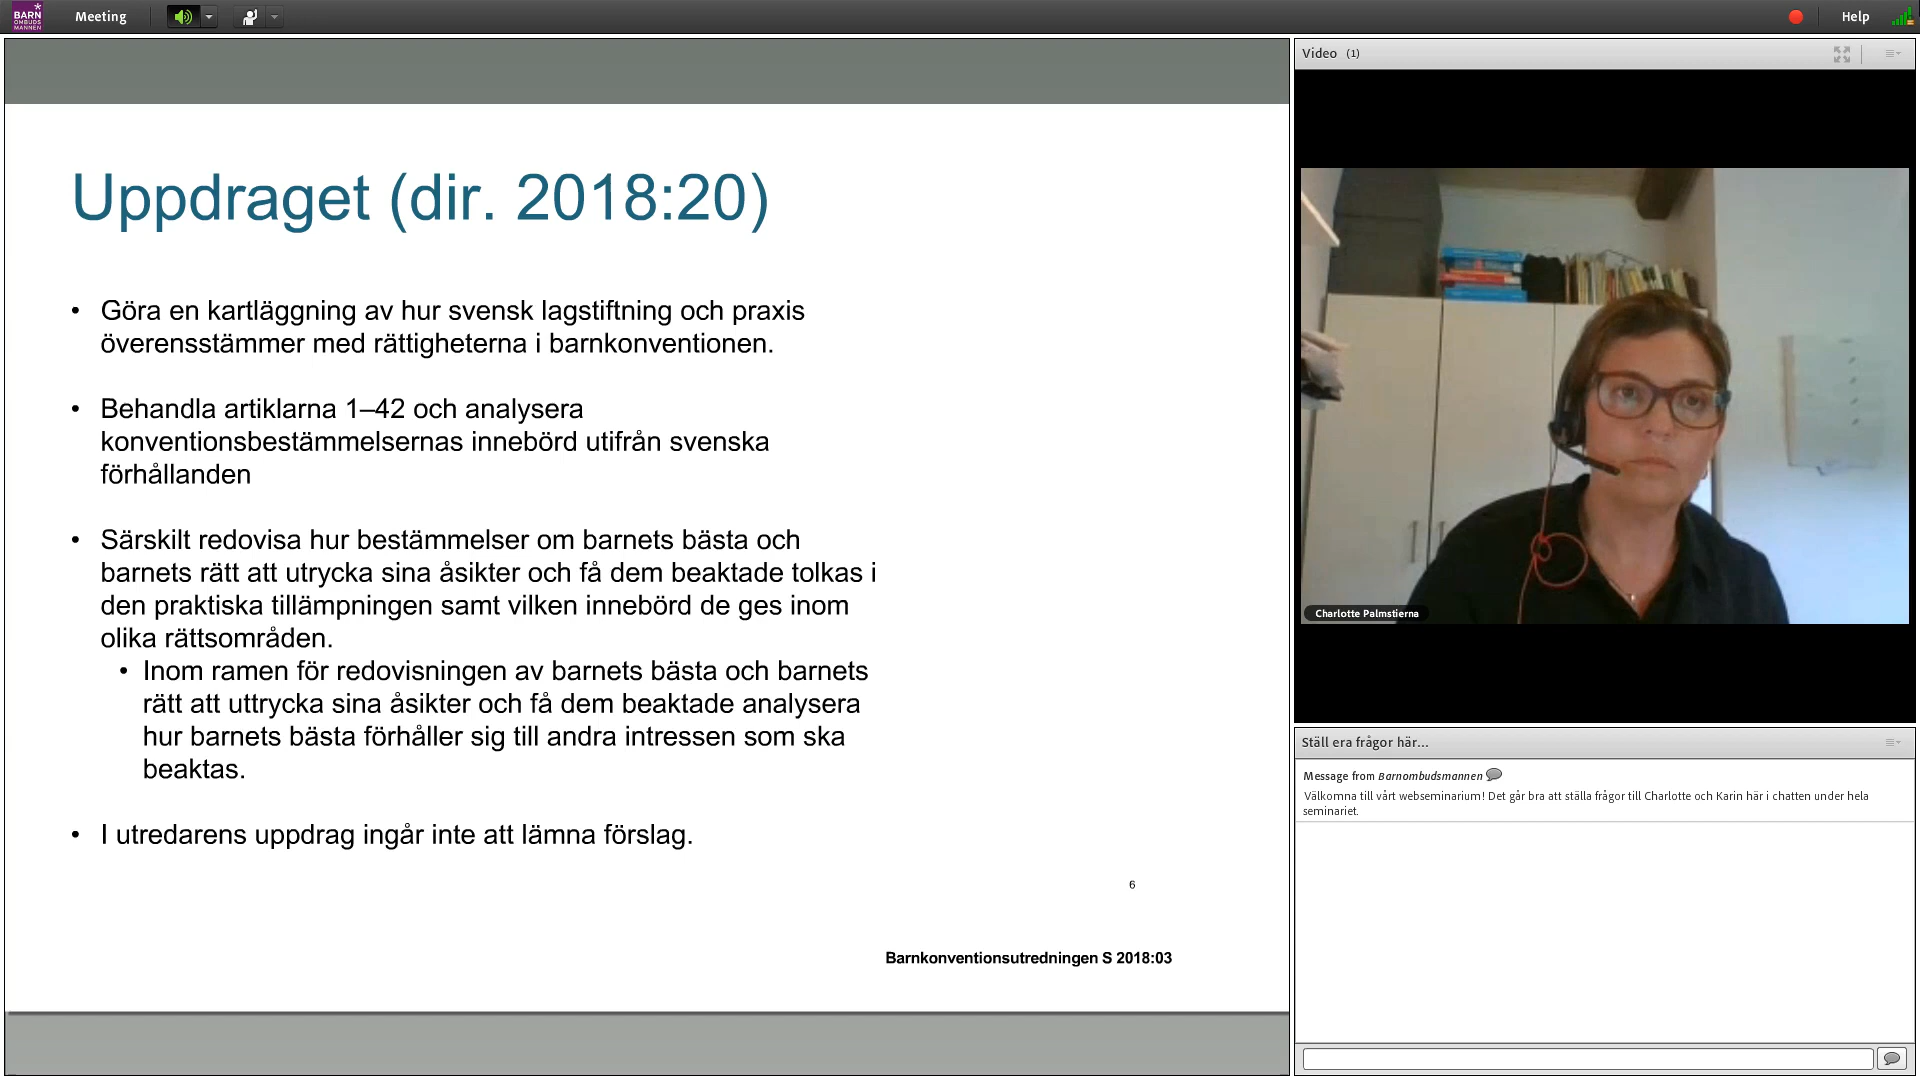 BARN
OMBUDS
MANNEN
Meeting
Help
Uppdraget (dir. 2018:20)
• Göra en kartläggning av hur svensk lagstiftning och praxis
överensstämmer med rättigheterna i barnkonventionen.
• Behandla artiklarna 1–42 och analysera
konventionsbestämmelsernas innebörd utifrån svenska
förhållanden
• Särskilt redovisa hur bestämmelser om barnets bästa och
barnets rätt att utrycka sina åsikter och få dem beaktade tolkas i
den praktiska tillämpningen samt vilken innebörd de ges inom
olika rättsområden.
• Inom ramen för redovisningen av barnets bästa och barnets
rätt att uttrycka sina åsikter och få dem beaktade analysera
hur barnets bästa förhåller sig till andra intressen som ska
beaktas.
• I utredarens uppdrag ingår inte att lämna förslag.
6
Barnkonventionsutredningen S 2018:03
Video (1)
Charlotte Palmstierna
Ställ era frågor här...
Message from Barnombudsmannen
Välkomna till vårt webseminarium! Det går bra att ställa frågor till Charlotte och Karin här i chatten under hela
seminariet.